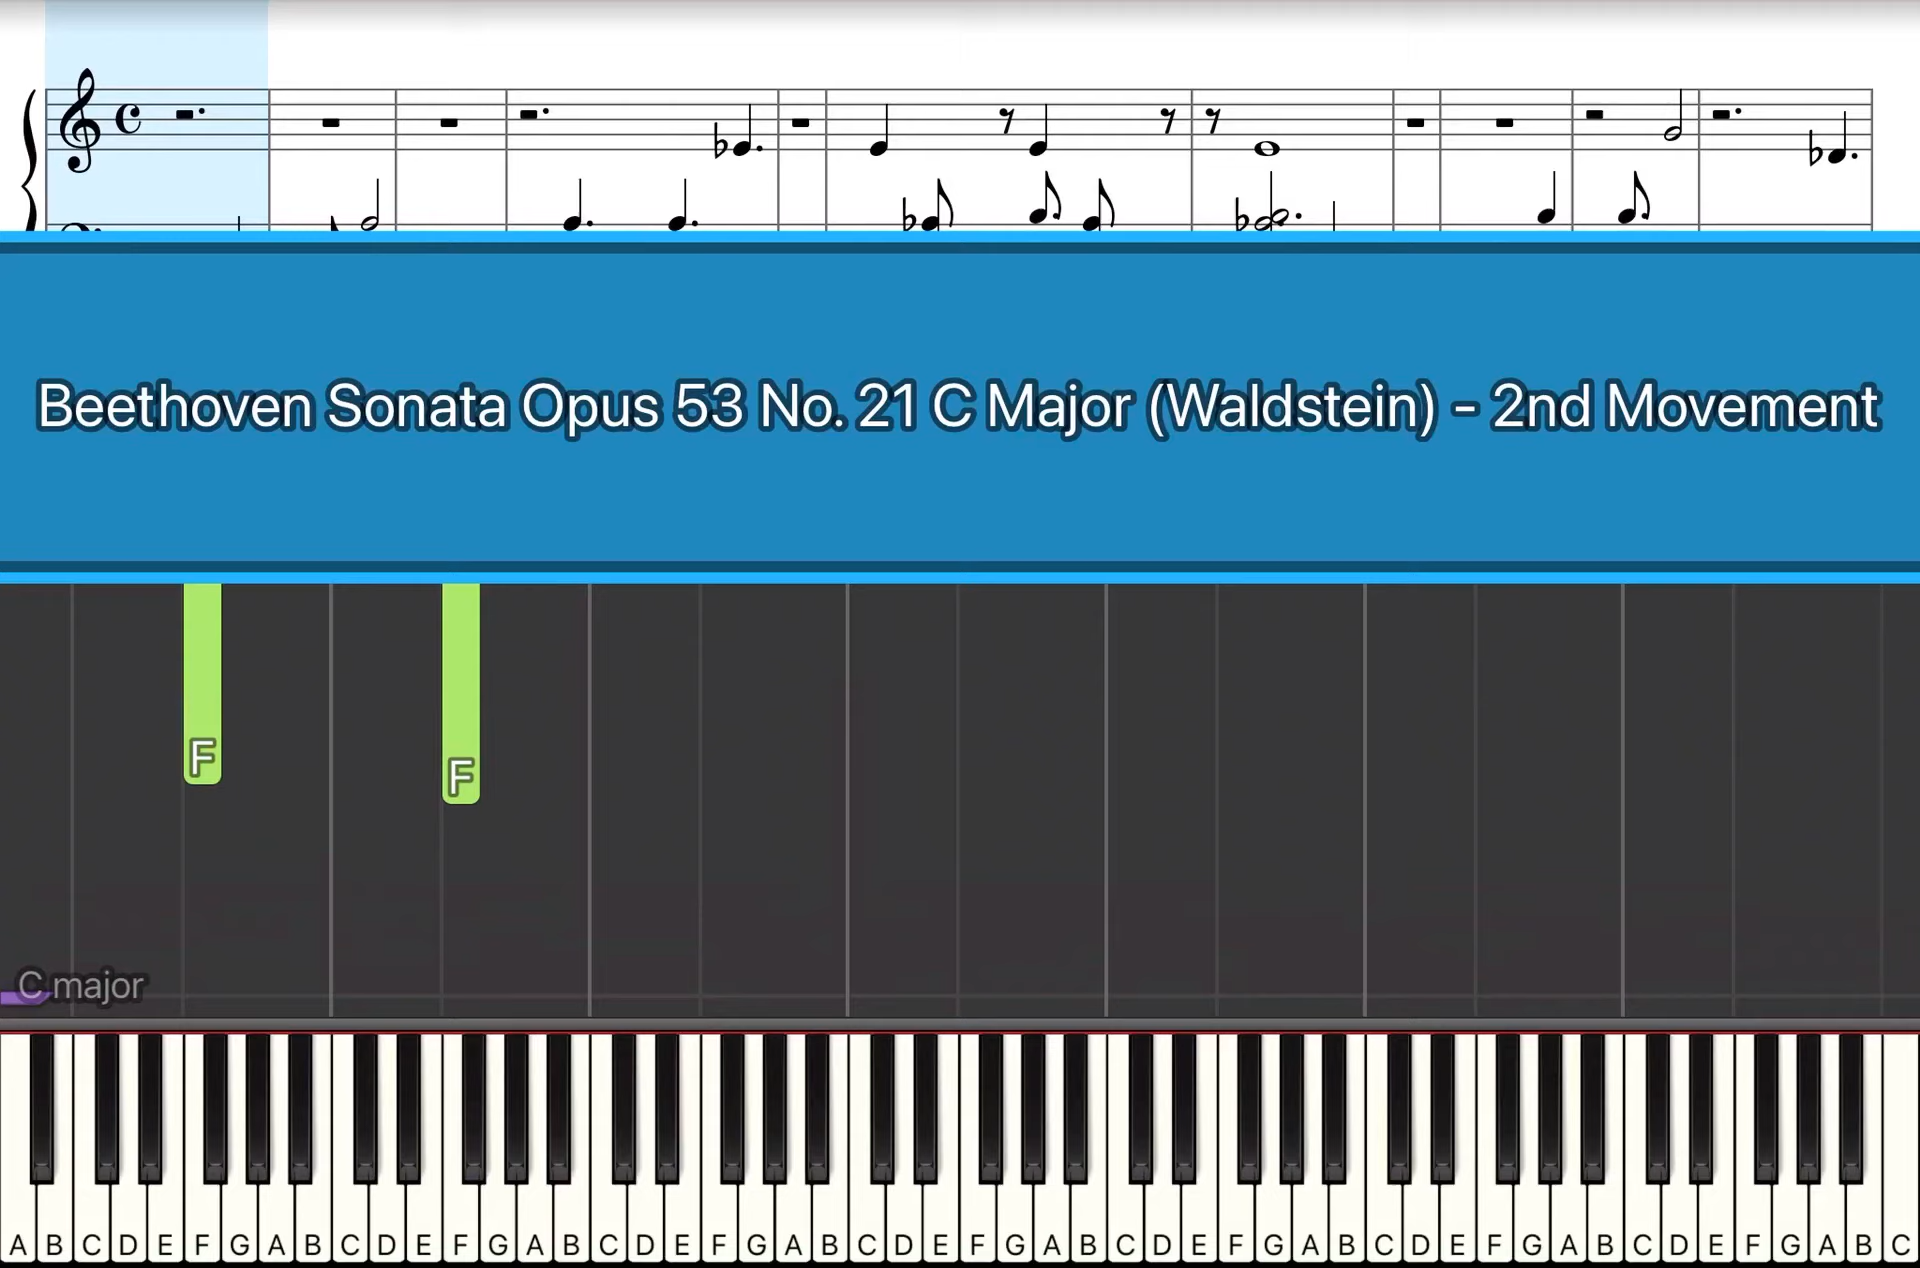 Beethoven Sonata Opus 53 No. 21 C Major (Waldstein) - 2nd Movement
F
F
C major
A B C D E F G A B C D E F G A B C D E F G A B C D E F G A B C D E F G A B C D E F G A B C D E F G A B C